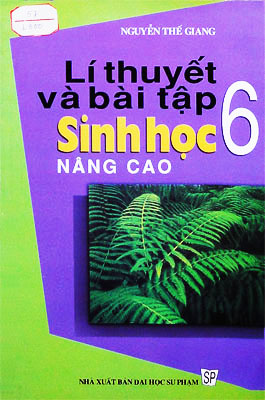 NGUYỄN THẾ GIANG
Lí thuyết
và bài tập
Sinh học 6
NÂNG CAO
NHÀ XUẤT BẢN ĐẠI HỌC SƯ PHẠM
SP